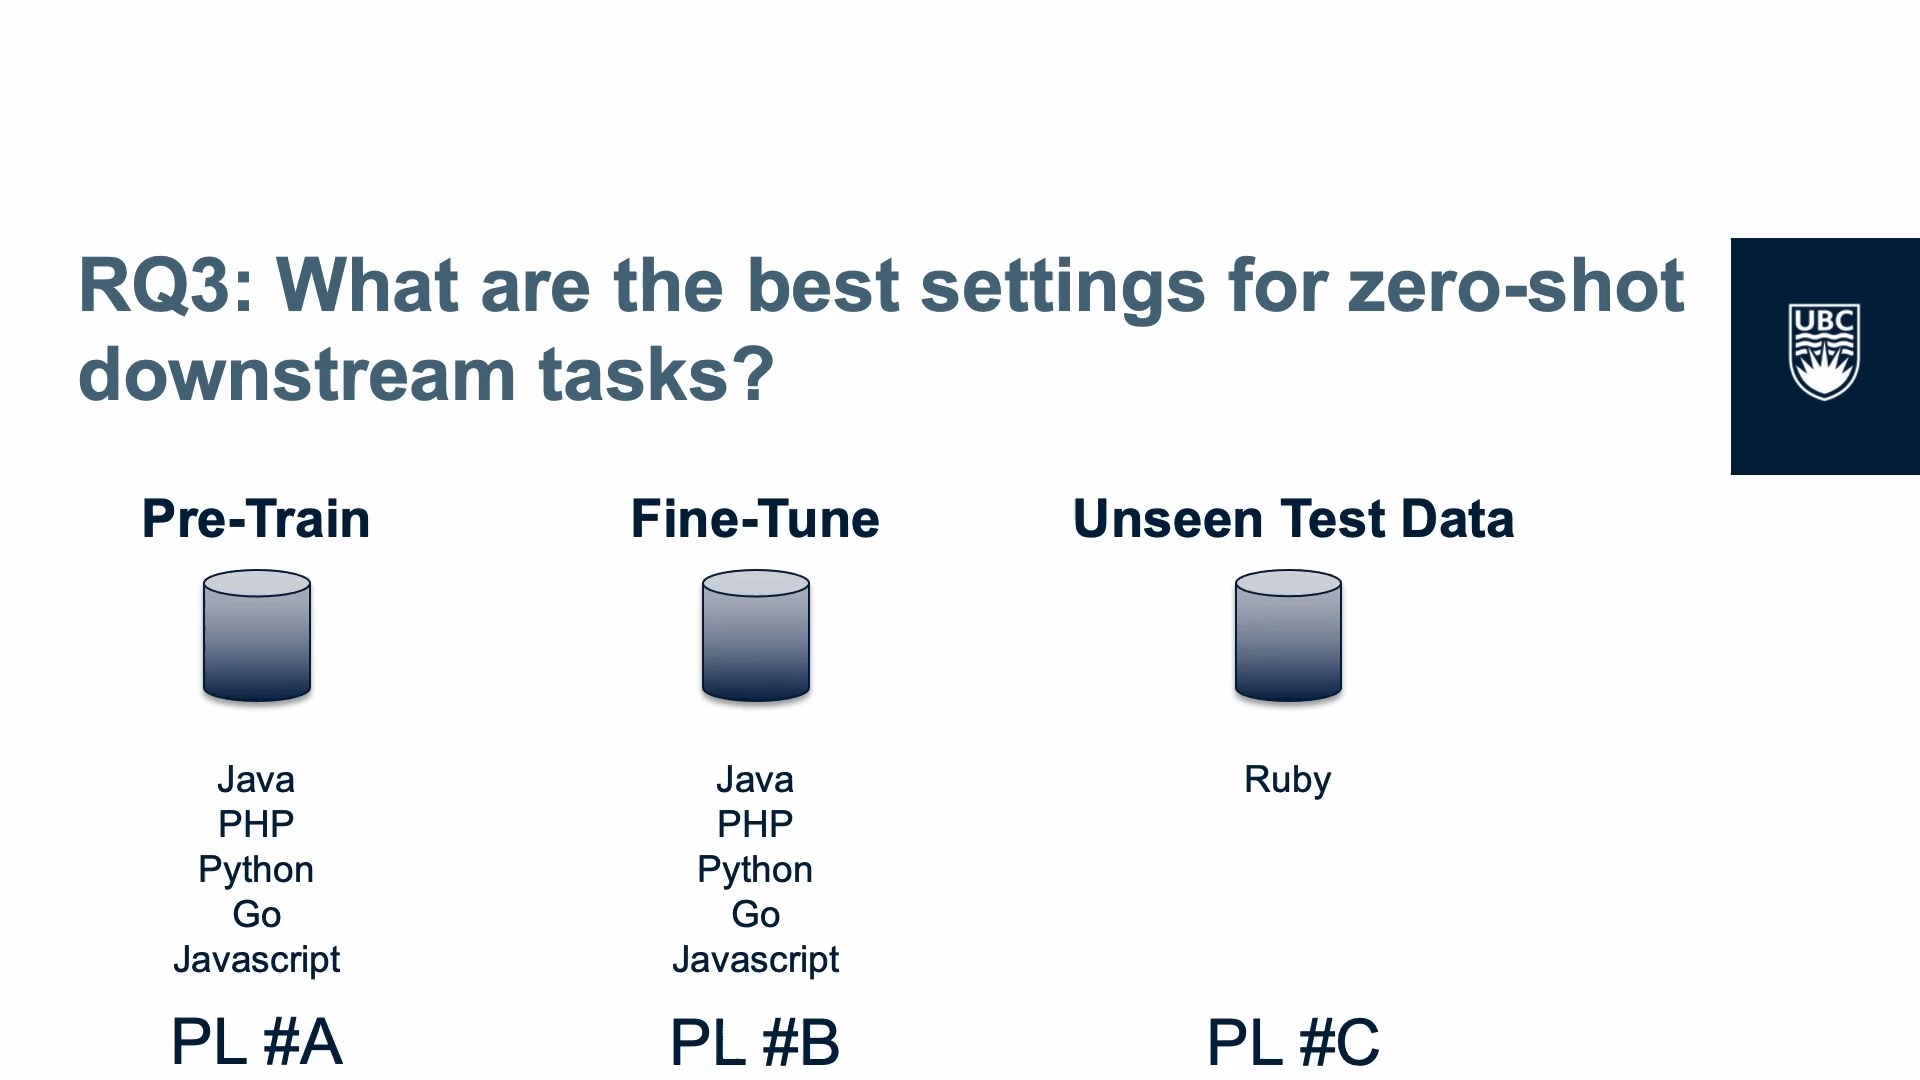 RQ3: What are the best settings for zero-shot
downstream tasks?
UBC
Pre-Train
Fine-Tune
Unseen Test Data
Java
PHP
Python
Go
Javascript
Java
PHP
Python
Go
Javascript
Ruby
PL #A
PL #B
PL #C